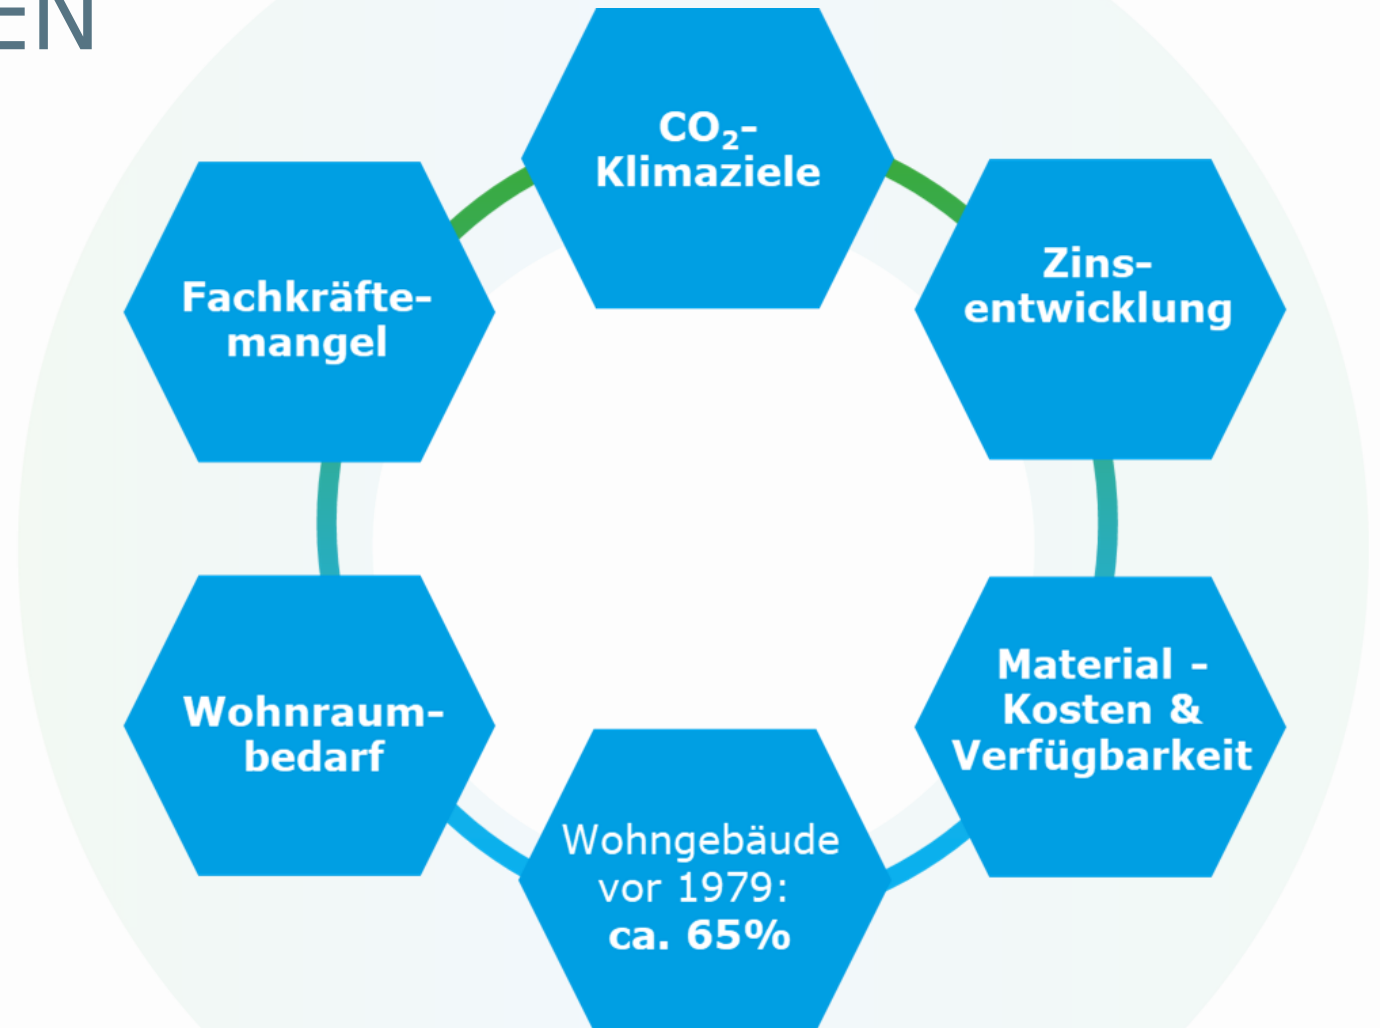 EN
CO₂-
Klimaziele
Zins-
entwicklung
Fachkräfte-
mangel
Material -
Kosten &
Verfügbarkeit
Wohnraum-
bedarf
Wohngebäude
vor 1979:
ca. 65%